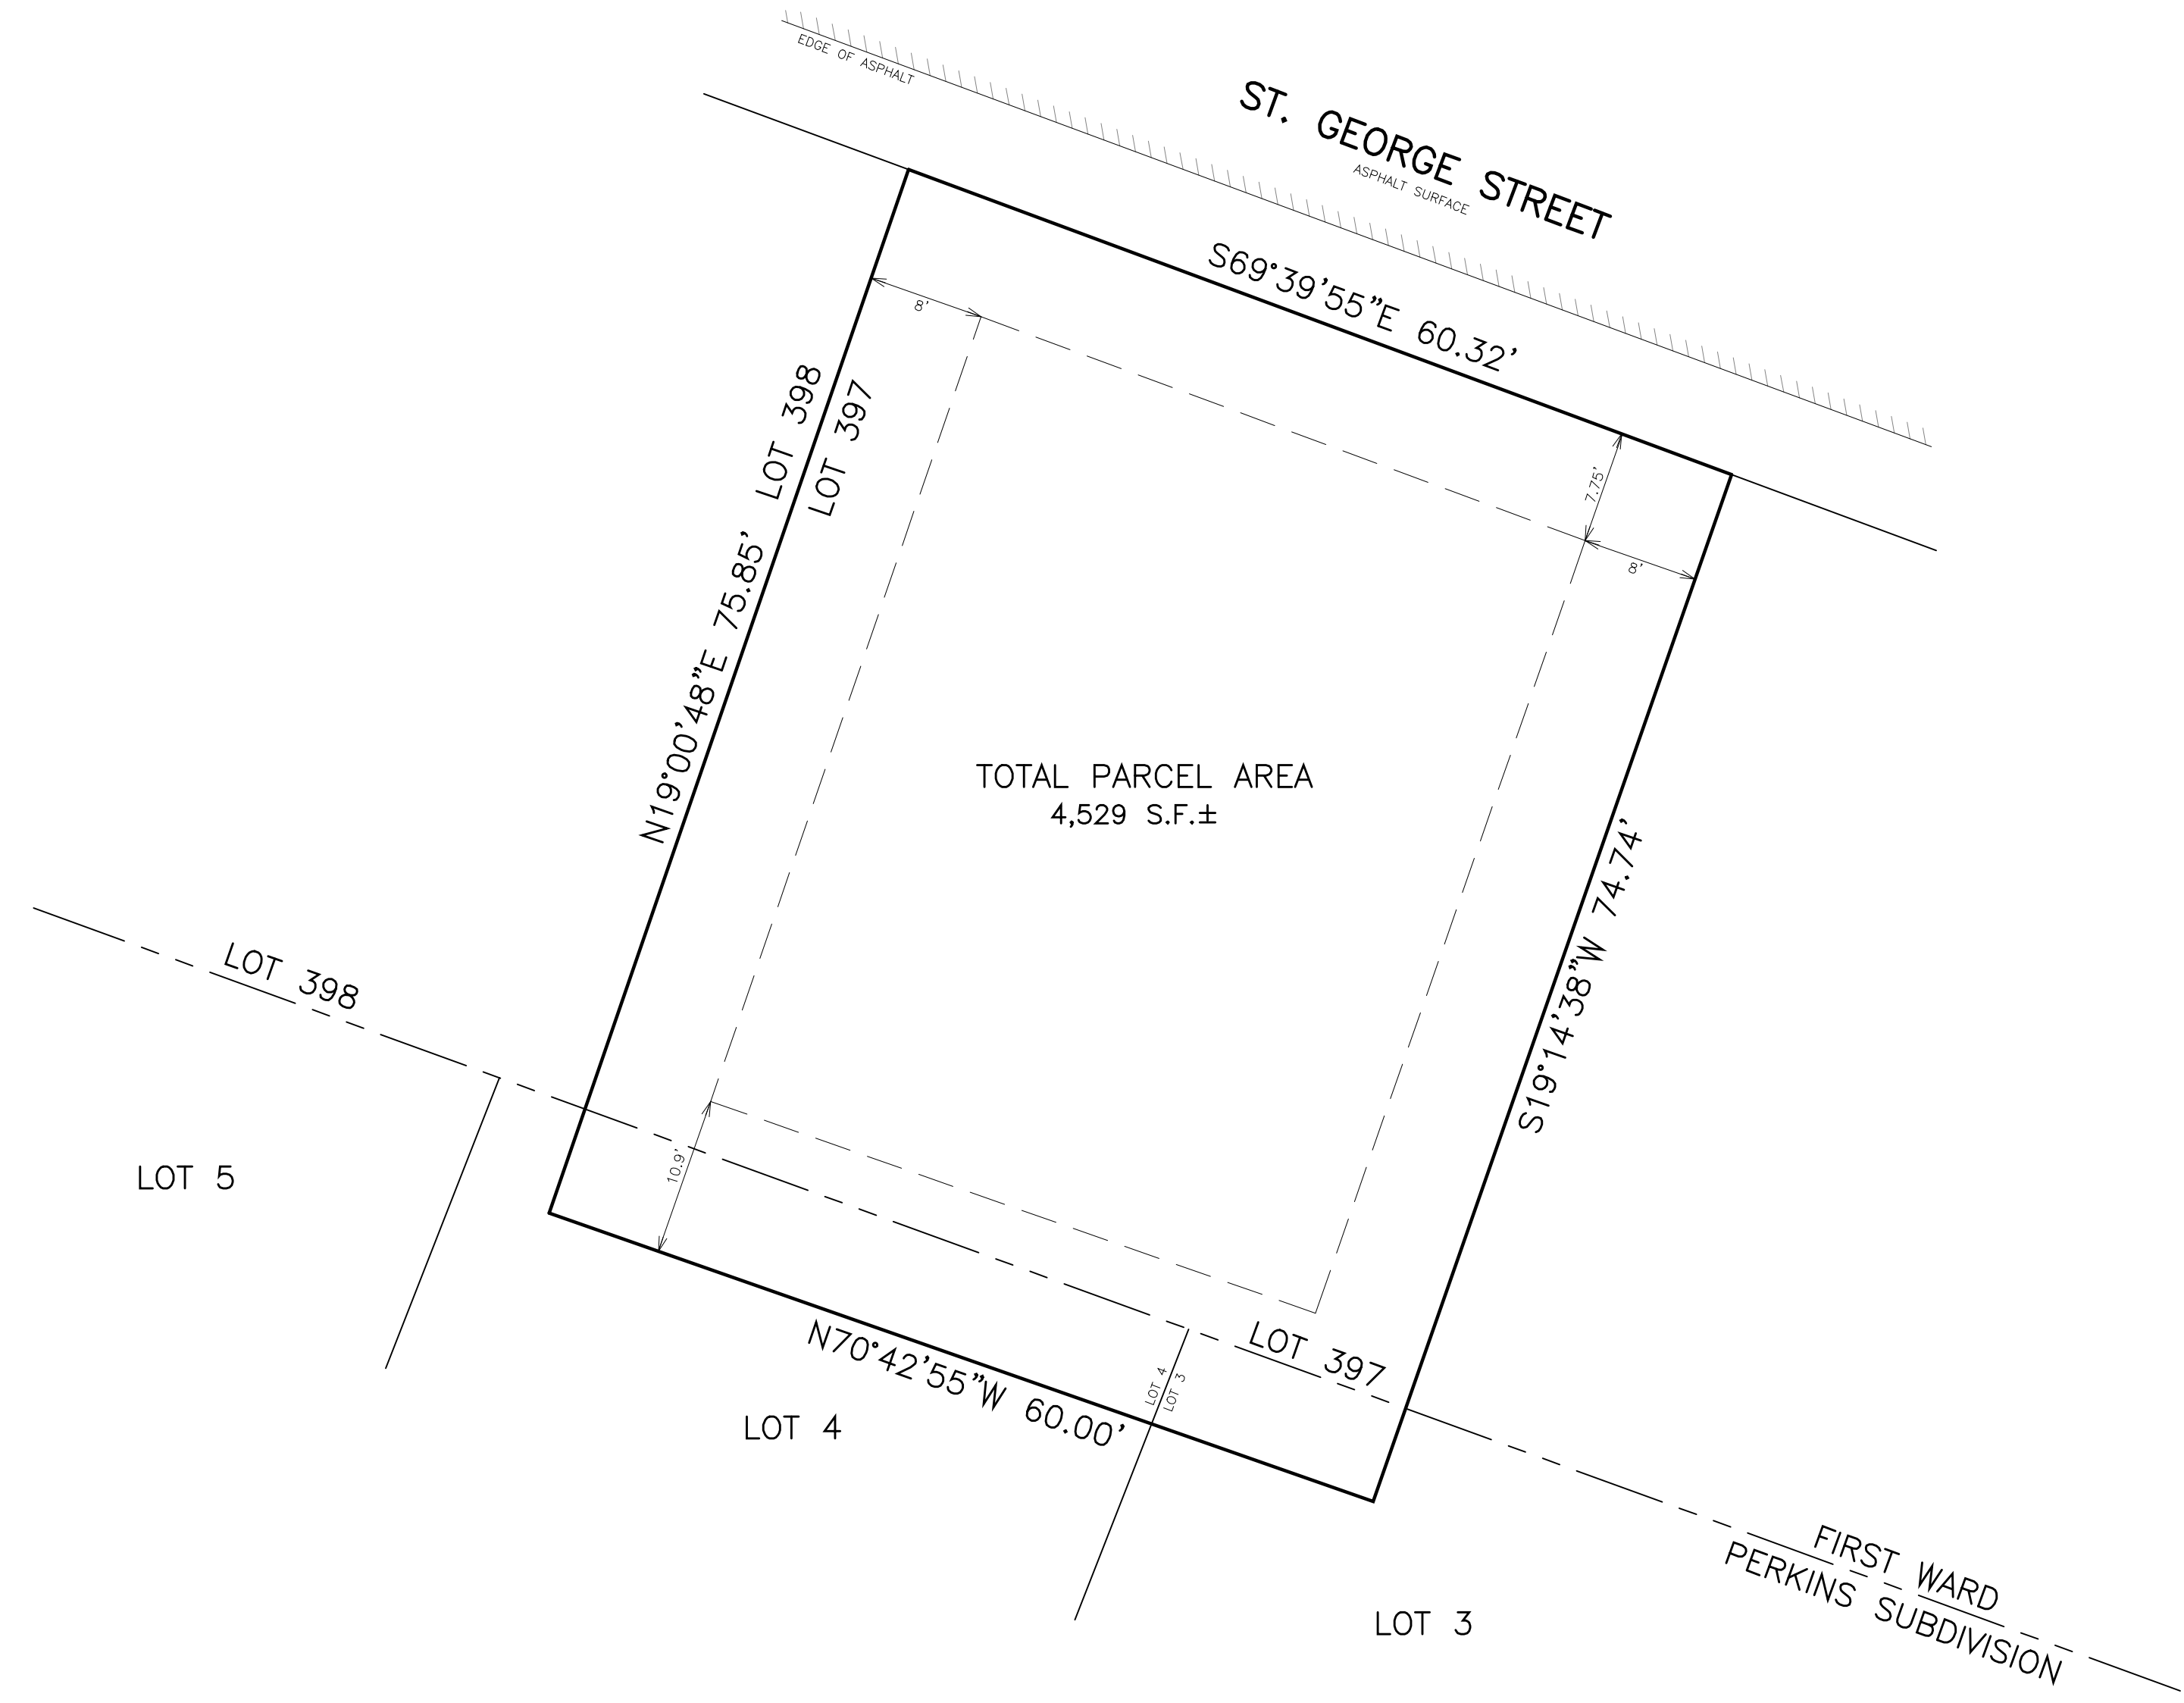 EDGE OF ASPHALT
ST. GEORGE STREET
ASPHALT SURFACE
S69°39'55"E 60.32'
8'
LOT 398
LOT 397
7.75'
8'
N19°00'48"E 75.85'
TOTAL PARCEL AREA
4,529 S.F.±
S19°14'38"W 74.74'
LOT 398
LOT 5
10.9'
LOT 397
N70°42'55"W 60.00'
LOT 4
LOT 3
LOT 4
LOT 3
FIRST WARD
PERKINS SUBDIVISION